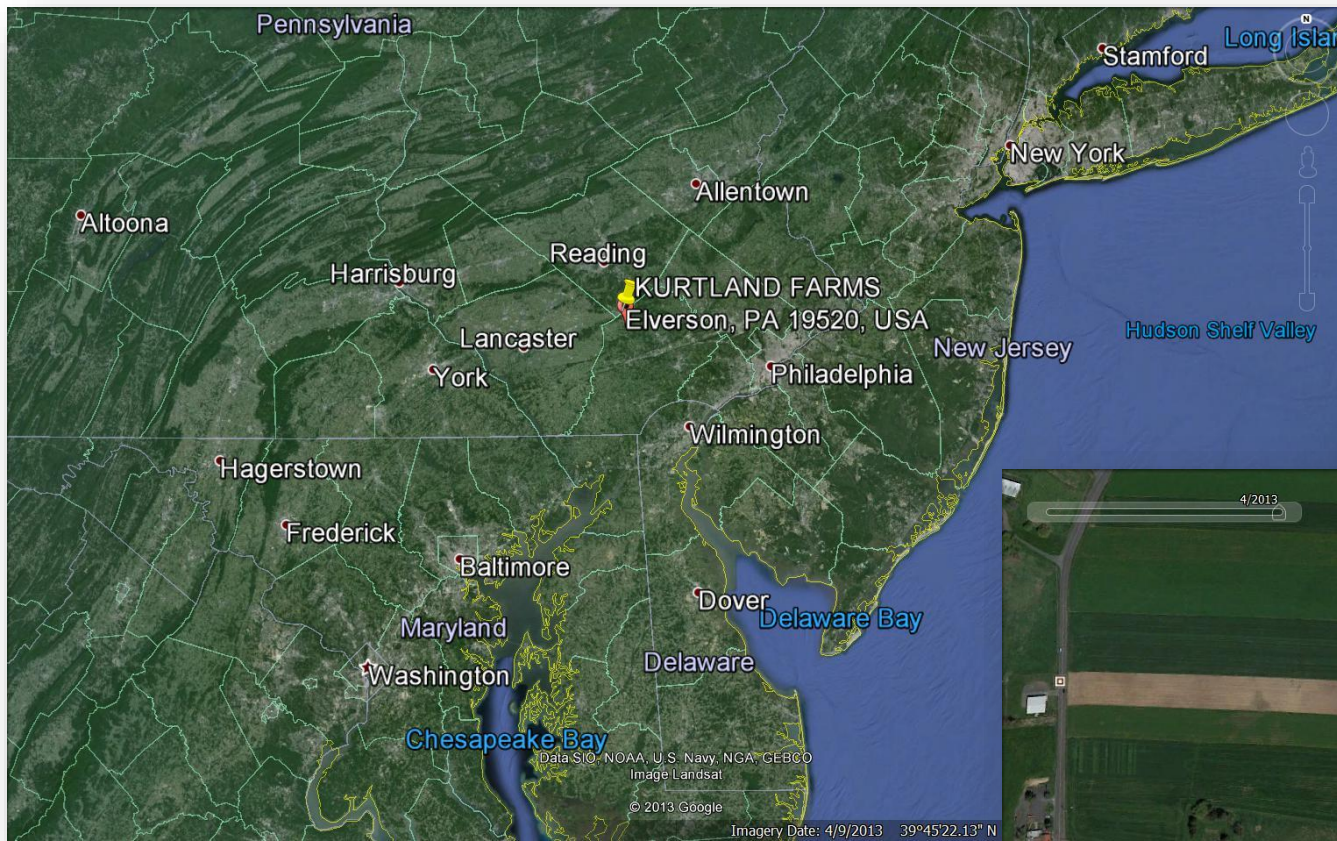 Pennsylvania
N
Long Islan
Stamford
New York
Allentown
Altoona
Reading
Harrisburg
KURTLAND FARMS
Elverson, PA 19520, USA
Hudson Shelf Valley
Lancaster
New Jersey
York
Philadelphia
Wilmington
Hagerstown
4/2013
Frederick
Baltimore
Dover
Delaware Bay
Maryland
Delaware
Washington
Chesapeake Bay
Data SIO, NOAA, U.S. Navy, NGA, GEBCO
Image Landsat
© 2013 Google
Imagery Date: 4/9/2013 39°45'22.13" N